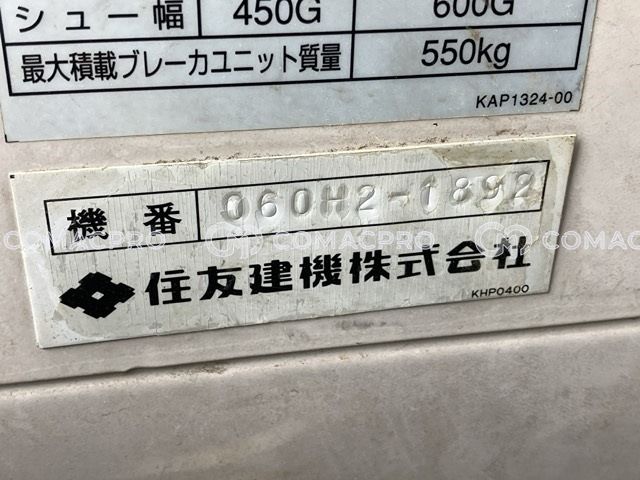 シュー幅 450G 600G
最大積載ブレーカユニット質量 550kg
KAP1324-00
機番 060H2-1892
COMACPRO COMACPRO COMACPRO
住友建機株式会社
KHP0400